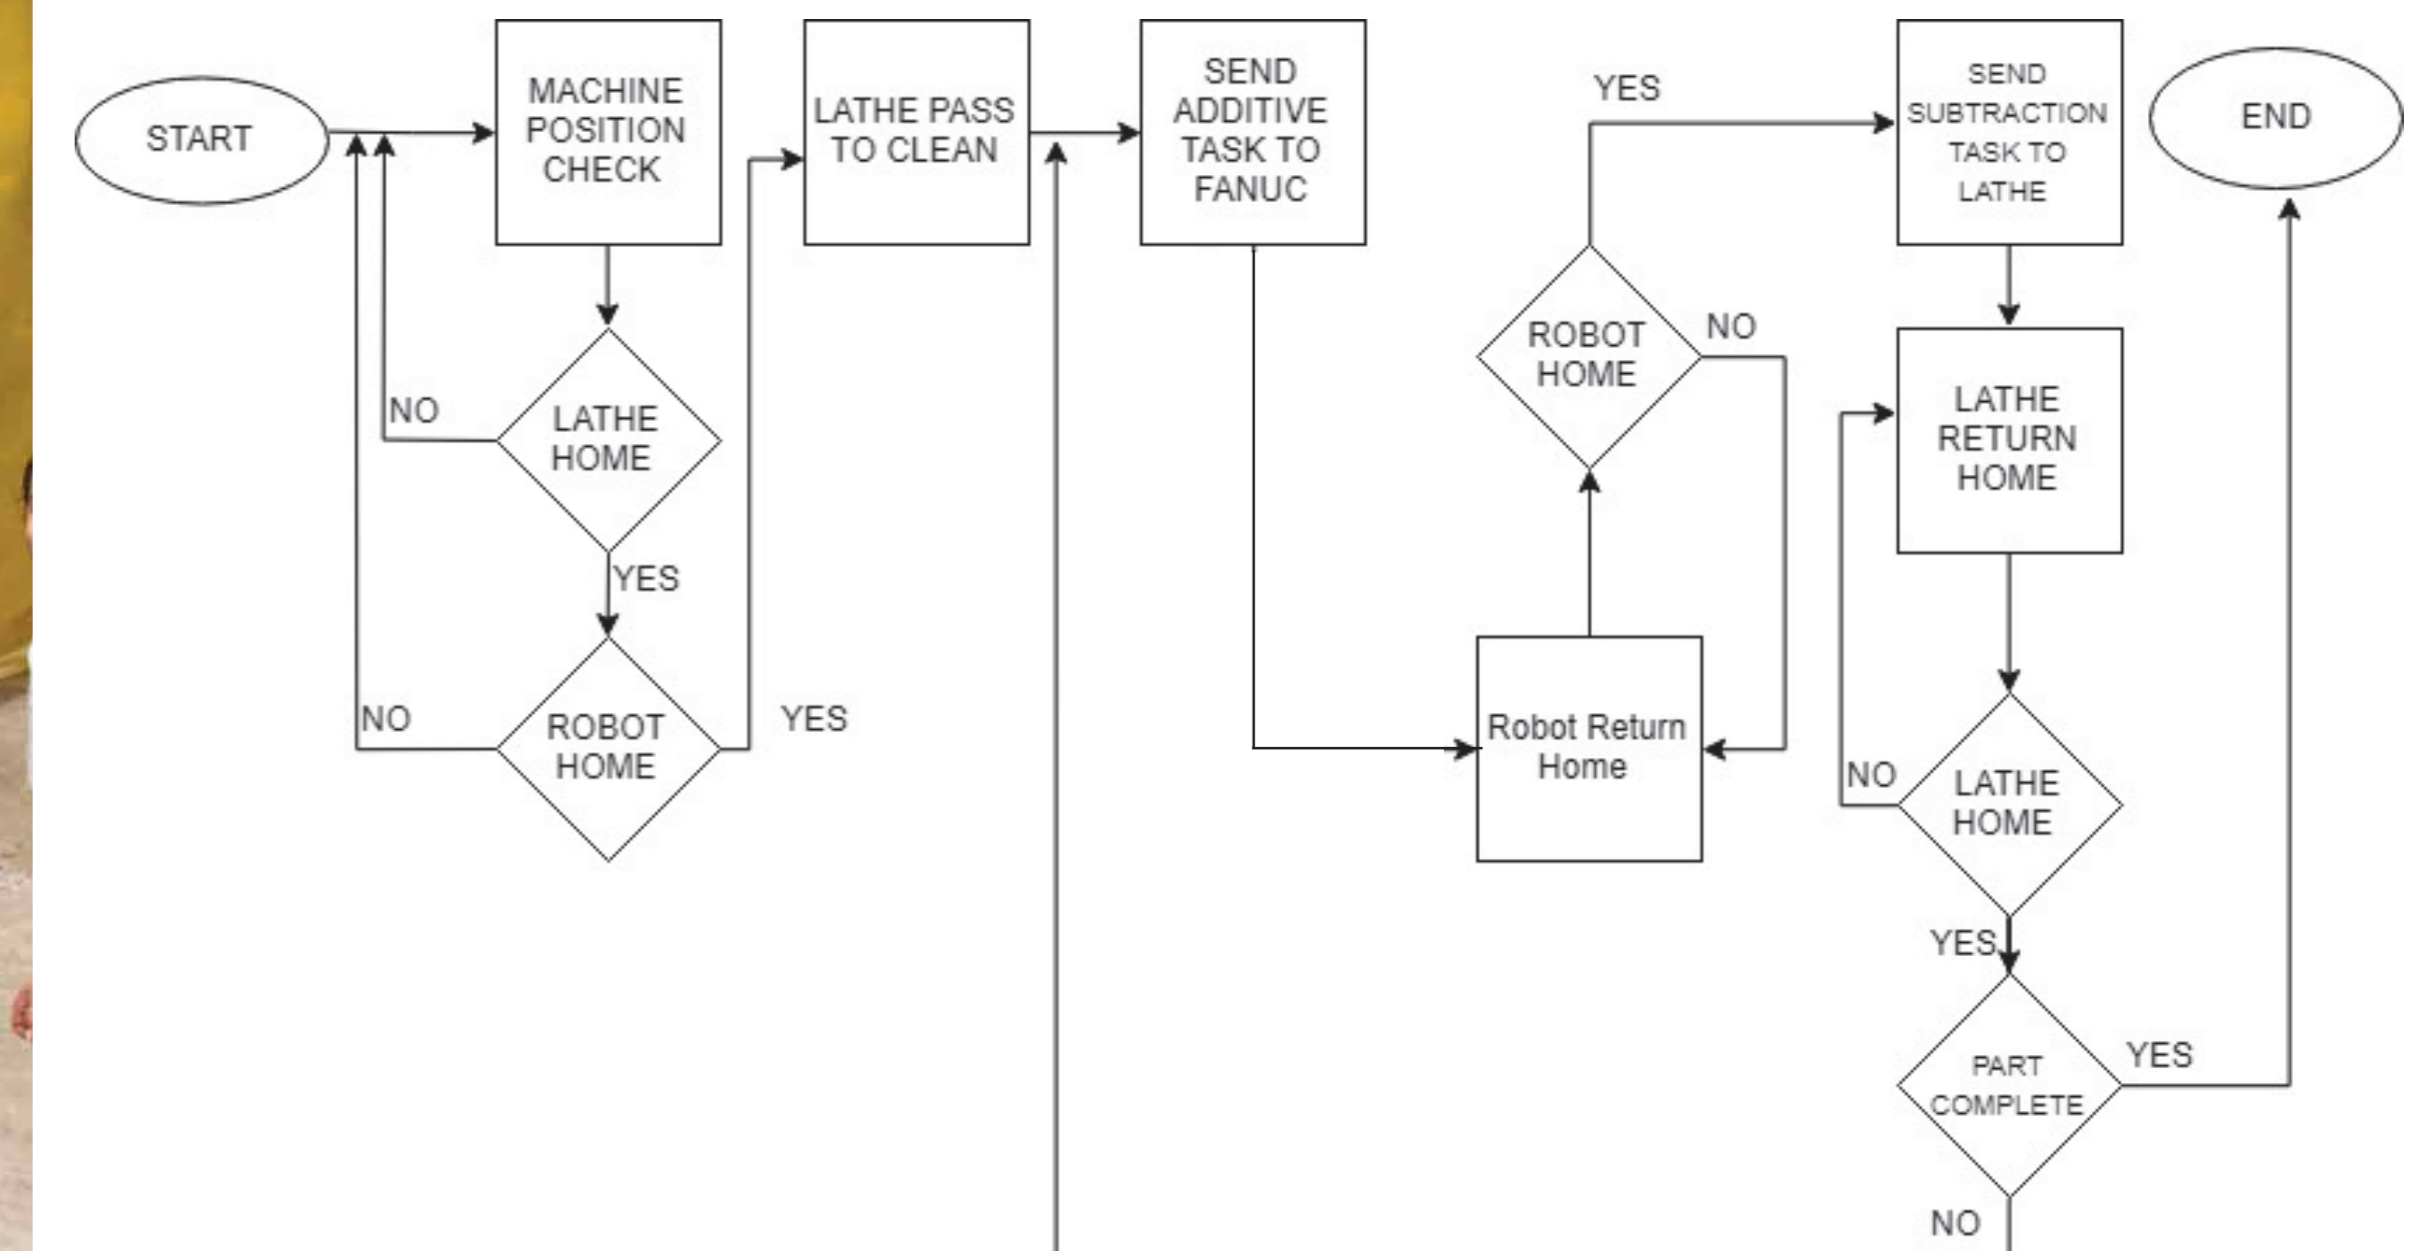 START
MACHINE
POSITION
CHECK
LATHE
HOME
NO
YES
ROBOT
HOME
NO
YES
LATHE PASS
TO CLEAN
SEND
ADDITIVE
TASK TO
FANUC
Robot Return
Home
ROBOT
HOME
NO
YES
SEND
SUBTRACTION
TASK TO
LATHE
LATHE
RETURN
HOME
LATHE
HOME
NO
YES
PART
COMPLETE
YES
NO
END